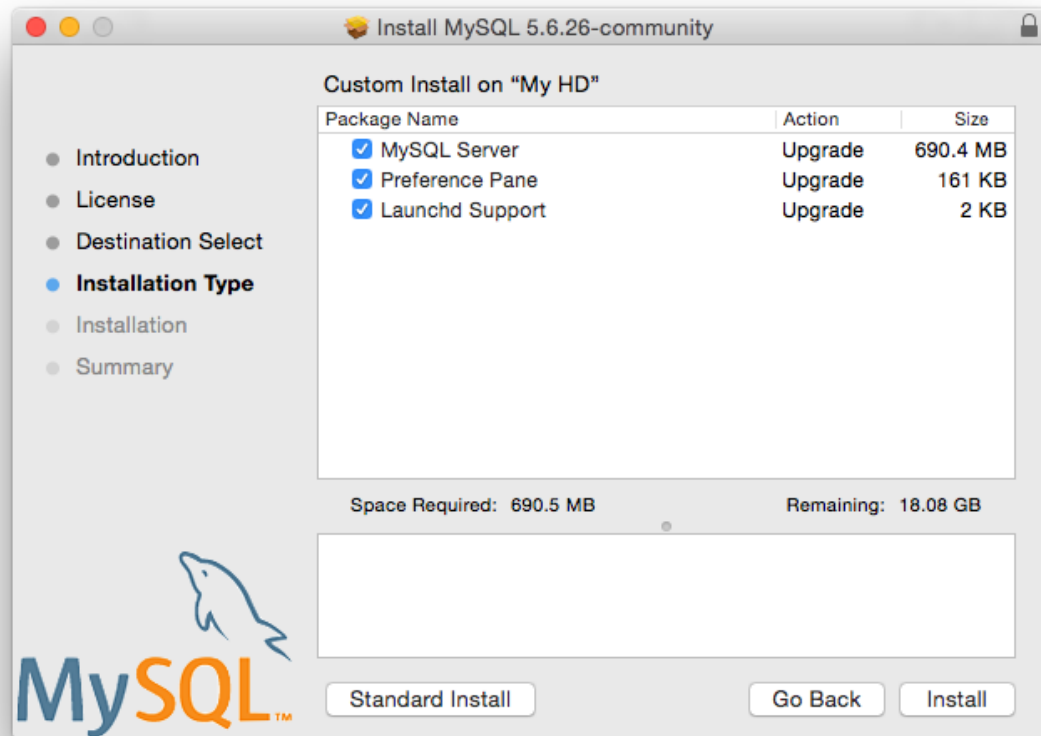 Install MySQL 5.6.26-community
Introduction
License
Destination Select
Installation Type
Installation
Summary
Custom Install on “My HD”
Package Name Action Size
MySQL Server Upgrade 690.4 MB
Preference Pane Upgrade 161 KB
Launchd Support Upgrade 2 KB
Space Required: 690.5 MB Remaining: 18.08 GB
MySQL™
Standard Install Go Back Install